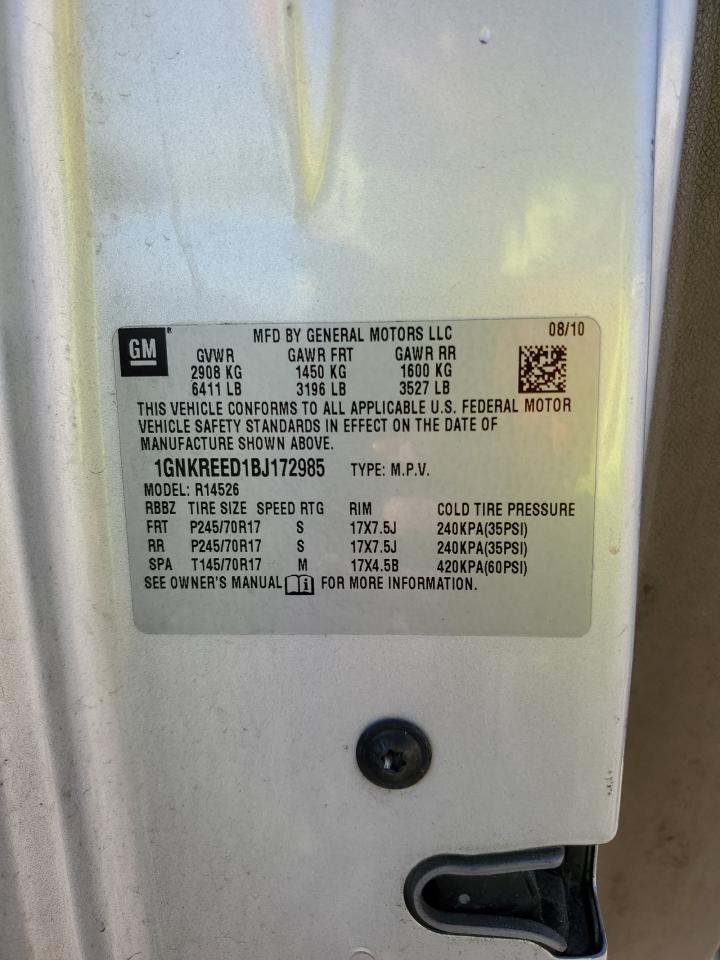 GM
®
MFD BY GENERAL MOTORS LLC 08/10
GVWR GAWR FRT GAWR RR
2908 KG 1450 KG 1600 KG
6411 LB 3196 LB 3527 LB
THIS VEHICLE CONFORMS TO ALL APPLICABLE U.S. FEDERAL MOTOR
VEHICLE SAFETY STANDARDS IN EFFECT ON THE DATE OF
MANUFACTURE SHOWN ABOVE.
1GNKREED1BJ172985 TYPE: M.P.V.
MODEL: R14526
RBBZ TIRE SIZE SPEED RTG RIM COLD TIRE PRESSURE
FRT P245/70R17 S 17X7.5J 240KPA(35PSI)
RR P245/70R17 S 17X7.5J 240KPA(35PSI)
SPA T145/70R17 M 17X4.5B 420KPA(60PSI)
SEE OWNER'S MANUAL i FOR MORE INFORMATION.